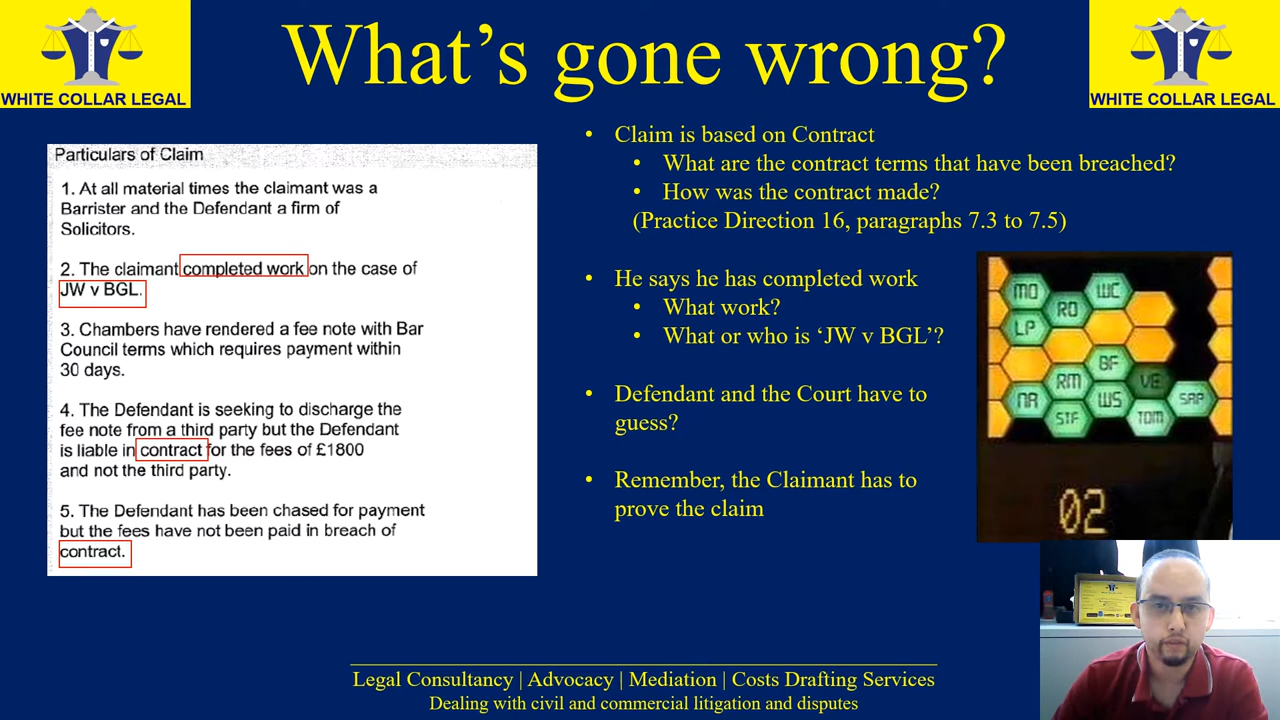 What's gone wrong?
WHITE COLLAR LEGAL
WHITE COLLAR LEGAL
Particulars of Claim
1. At all material times the claimant was a
Barrister and the Defendant a firm of
Solicitors.
2. The claimant completed work on the case of
JW v BGL.
3. Chambers have rendered a fee note with Bar
Council terms which requires payment within
30 days.
4. The Defendant is seeking to discharge the
fee note from a third party but the Defendant
is liable in contract for the fees of £1800
and not the third party.
5. The Defendant has been chased for payment
but the fees have not been paid in breach of
contract.
• Claim is based on Contract
• What are the contract terms that have been breached?
• How was the contract made?
(Practice Direction 16, paragraphs 7.3 to 7.5)
• He says he has completed work
• What work?
• What or who is ‘JW v BGL’?
• Defendant and the Court have to
guess?
• Remember, the Claimant has to
prove the claim
MO
WC
RO
LP
BF
RM
VE
NR
WS
SAP
SIF
TOM
02
Legal Consultancy | Advocacy | Mediation | Costs Drafting Services
Dealing with civil and commercial litigation and disputes